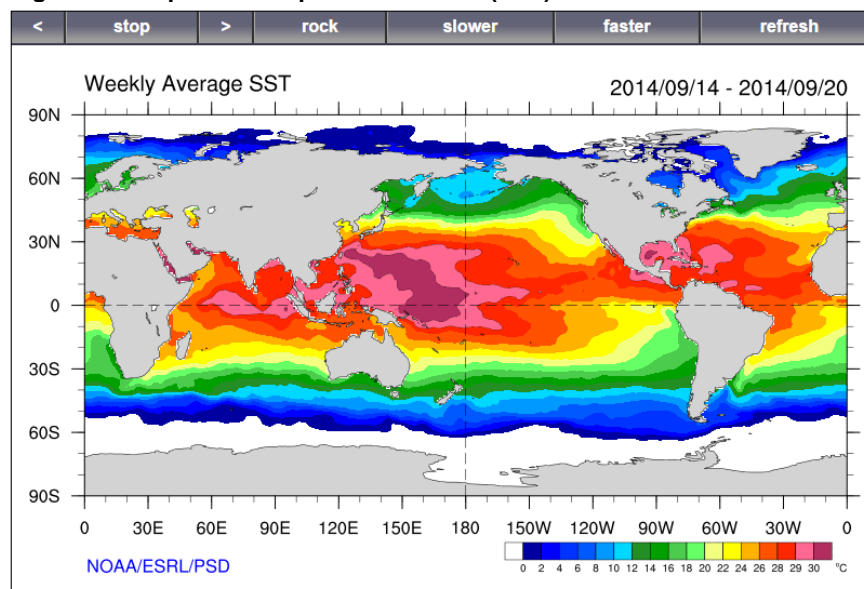 < stop > rock slower faster refresh
Weekly Average SST 2014/09/14 - 2014/09/20
90N
60N
30N
0
30S
60S
90S
0 30E 60E 90E 120E 150E 180 150W 120W 90W 60W 30W 0
0 2 4 6 8 10 12 14 16 18 20 22 24 26 28 29 30 °C
NOAA/ESRL/PSD